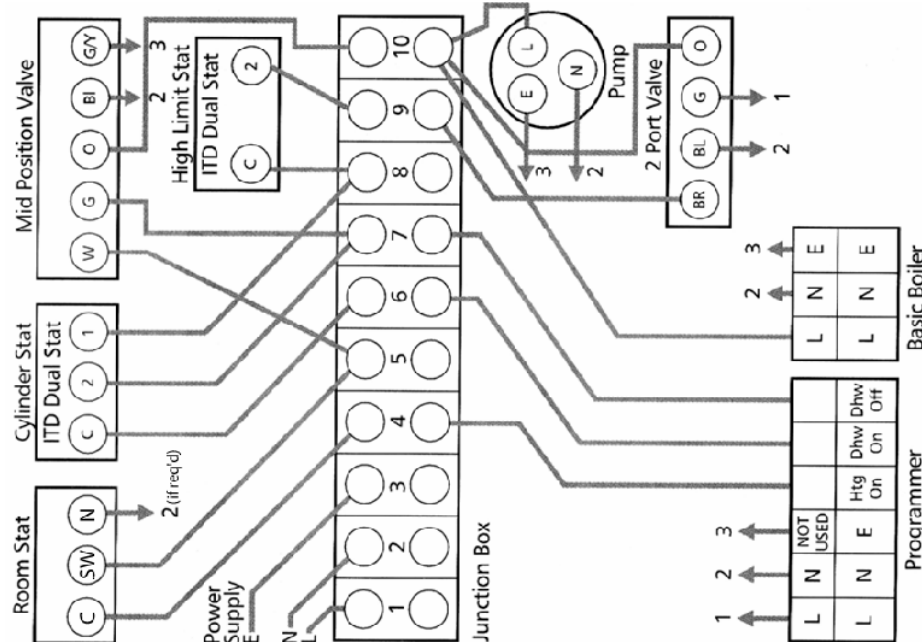 Room Stat
C
SW
N
2 (if req'd)
Cylinder Stat
ITD Dual Stat
C
2
1
Mid Position Valve
W
G
O
Bl
G/Y
2
3
High Limit Stat
ITD Dual Stat
C
2
Power
Supply
E
N
L
Junction Box
1
2
3
4
5
6
7
8
9
10
Pump
L
E
N
3
2
2 Port Valve
BR
BL
G
O
2
1
Basic Boiler
L
N
E
L
N
E
2
3
Programmer
L
N
NOT
USED
L
N
E
Htg
On
Dhw
On
Dhw
Off
1
2
3